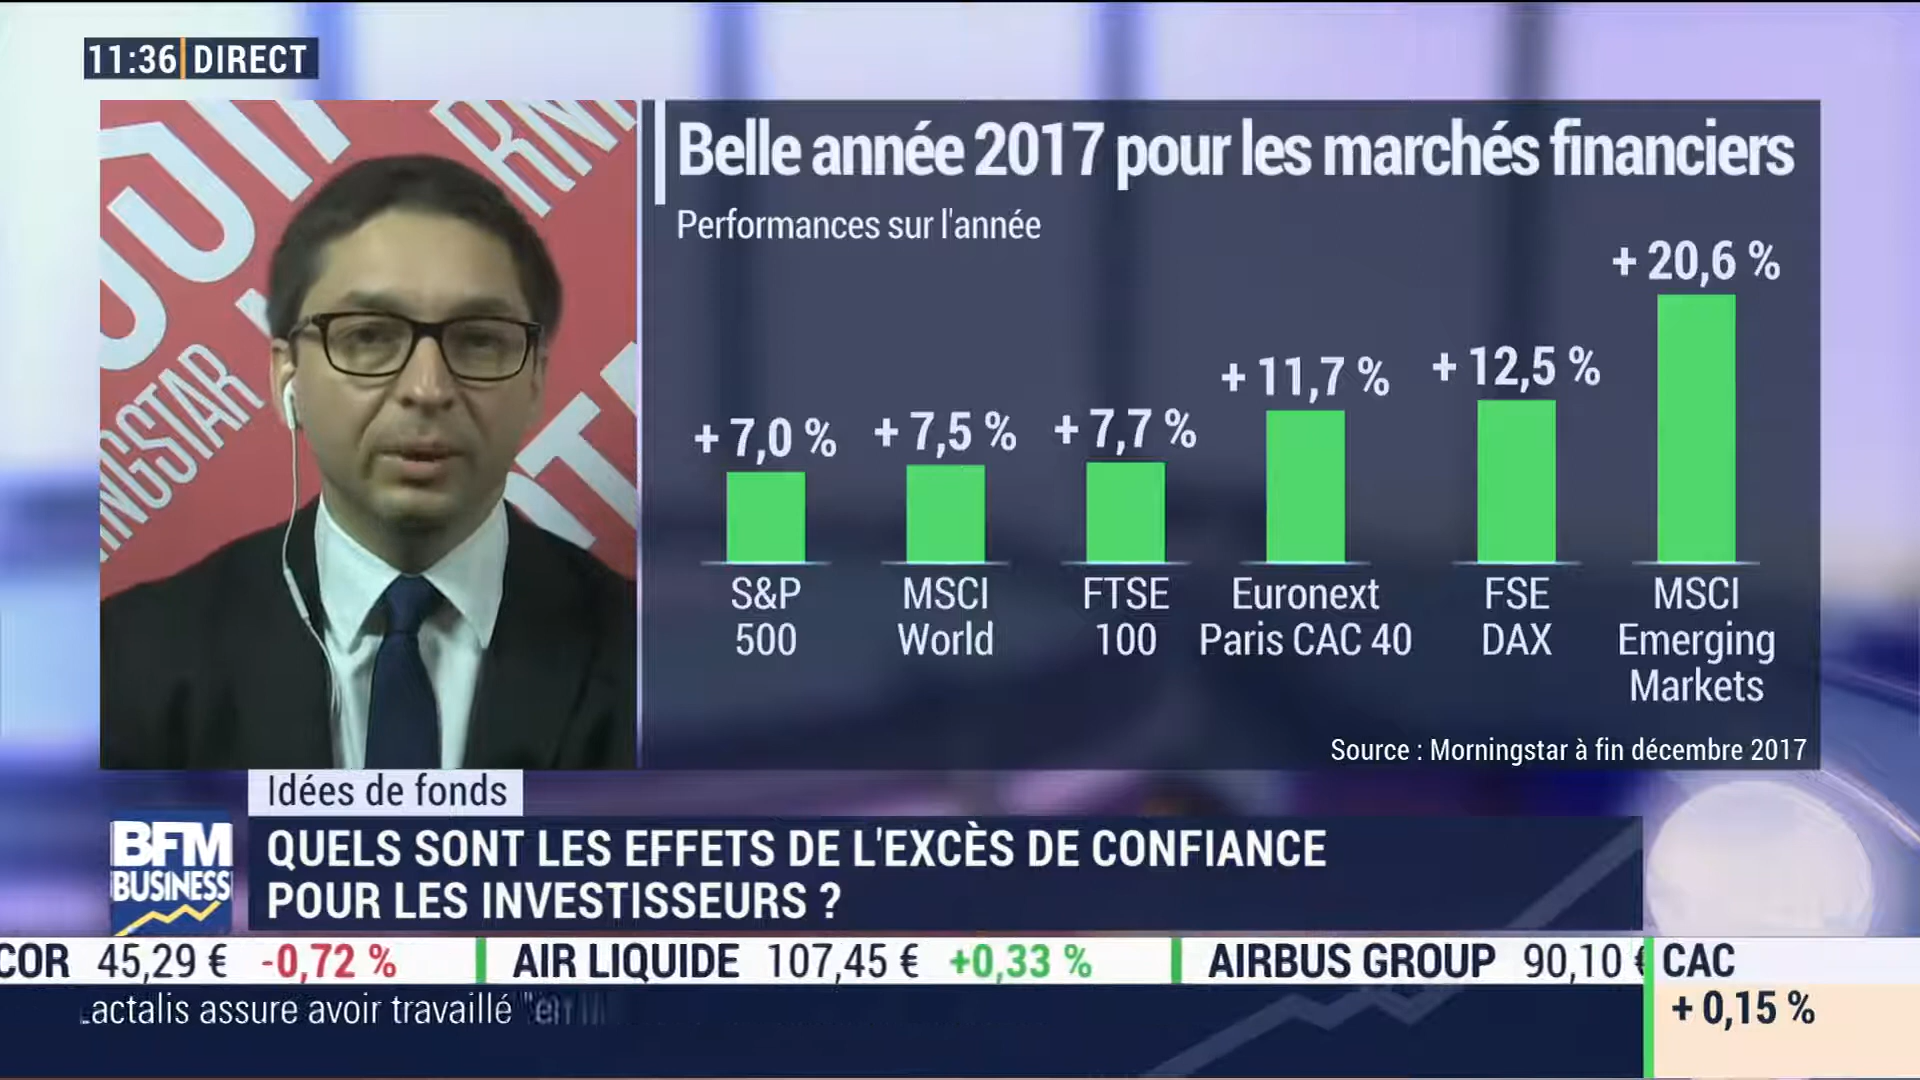 11:36 DIRECT
MORNINGSTAR
Belle année 2017 pour les marchés financiers
Performances sur l'année
+ 7,0 %
+ 7,5 %
+ 7,7 %
+ 11,7 %
+ 12,5 %
+ 20,6 %
S&P
500
MSCI
World
FTSE
100
Euronext
Paris CAC 40
FSE
DAX
MSCI
Emerging
Markets
Source : Morningstar à fin décembre 2017
Idées de fonds
BFM
BUSINESS
QUELS SONT LES EFFETS DE L'EXCÈS DE CONFIANCE
POUR LES INVESTISSEURS ?
COR 45,29 € -0,72 % AIR LIQUIDE 107,45 € +0,33 % AIRBUS GROUP 90,10 €
CAC
+ 0,15 %
actalis assure avoir travaillé